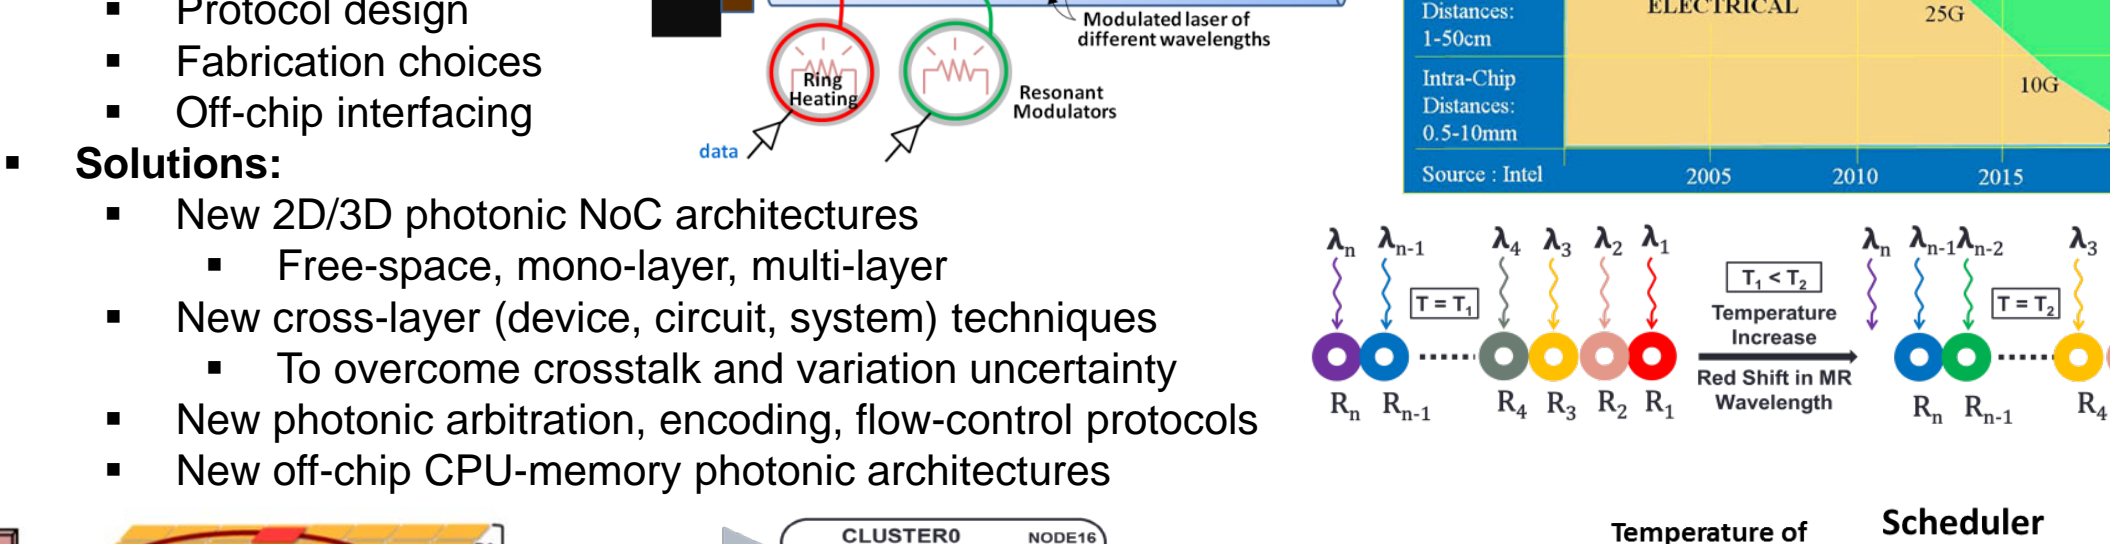 ▪ Protocol design
▪ Fabrication choices
▪ Off-chip interfacing
▪ Solutions:
▪ New 2D/3D photonic NoC architectures
▪ Free-space, mono-layer, multi-layer
▪ New cross-layer (device, circuit, system) techniques
▪ To overcome crosstalk and variation uncertainty
▪ New photonic arbitration, encoding, flow-control protocols
▪ New off-chip CPU-memory photonic architectures
Modulated laser of
different wavelengths
Ring
Heating
Resonant
Modulators
data
Distances:
1-50cm
ELECTRICAL
25G
Intra-Chip
Distances:
0.5-10mm
10G
Source : Intel
2005 2010 2015
λn λn-1 λ4 λ3 λ2 λ1
T = T1
Rn Rn-1 R4 R3 R2 R1
T1 < T2
Temperature
Increase
Red Shift in MR
Wavelength
λn λn-1 λn-2 λ3
T = T2
Rn Rn-1 R4
CLUSTER0 NODE16
Temperature of
Scheduler